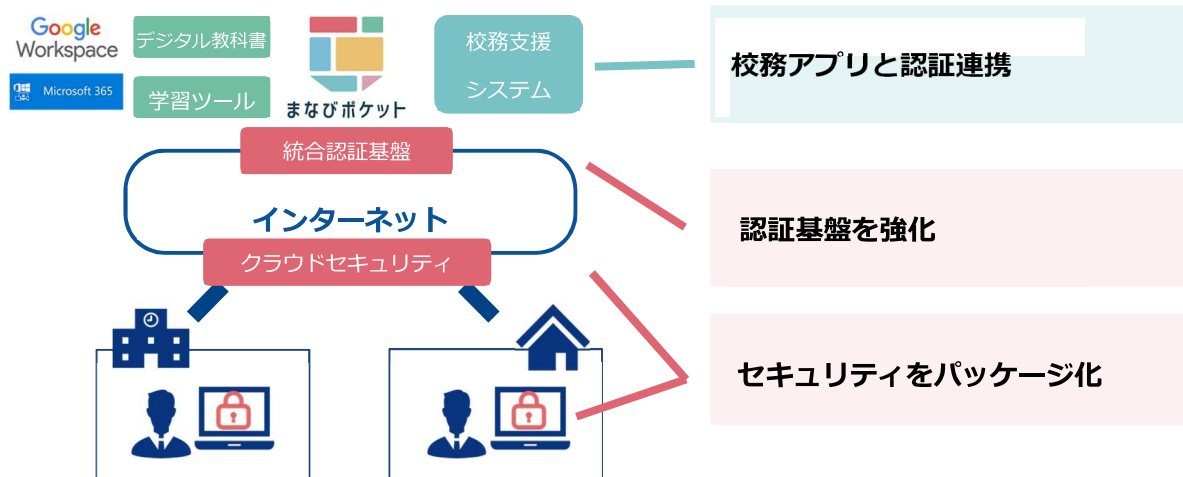 Google
Workspace
Microsoft 365
デジタル教科書
学習ツール
まなびポケット
校務支援
システム
校務アプリと認証連携
統合認証基盤
インターネット
クラウドセキュリティ
認証基盤を強化
セキュリティをパッケージ化